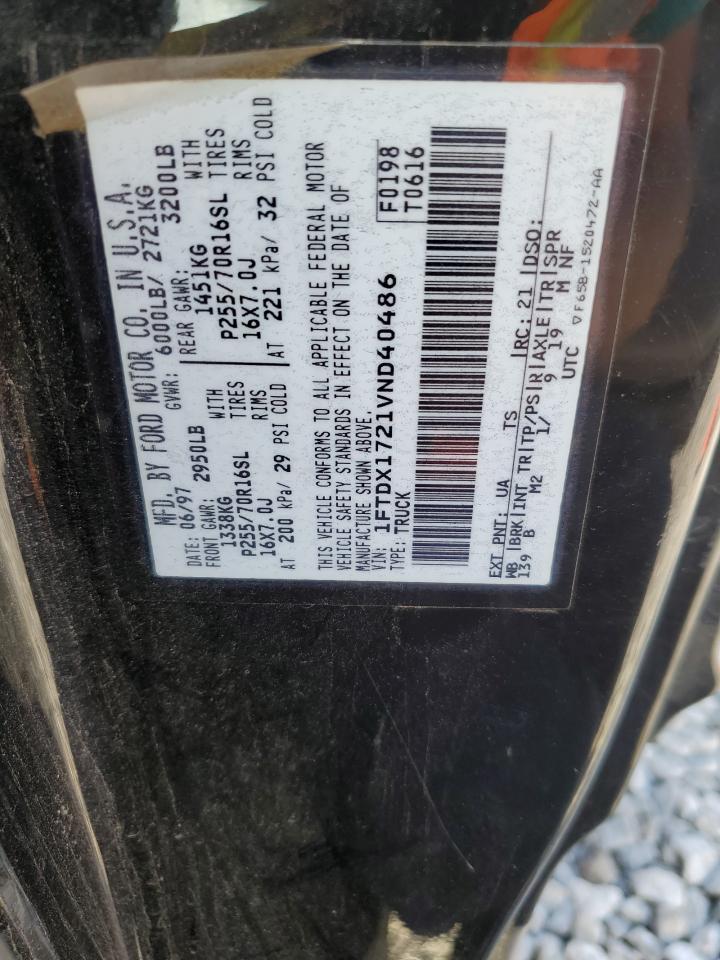 MFD. BY FORD MOTOR CO. IN U.S.A.
DATE: 06/97 GVWR: 6000LB/ 2721KG
FRONT GAWR: 2950LB REAR GAWR: 3200LB
1338KG WITH 1451KG WITH
P255/70R16SL TIRES P255/70R16SL TIRES
16X7.0J RIMS 16X7.0J RIMS
AT 200 kPa/ 29 PSI COLD AT 221 kPa/ 32 PSI COLD
THIS VEHICLE CONFORMS TO ALL APPLICABLE FEDERAL MOTOR
VEHICLE SAFETY STANDARDS IN EFFECT ON THE DATE OF
MANUFACTURE SHOWN ABOVE.
VIN: 1FTDX1721VND40486 F0198
TYPE: TRUCK T0616
EXT PNT: UA TS RC: 21 DSO:
WB BRK INT TR TP/PS R AXLE TR SPR
139 B M2 1/ 9 19 M NF
UTC
▽F65B-1520472-AA